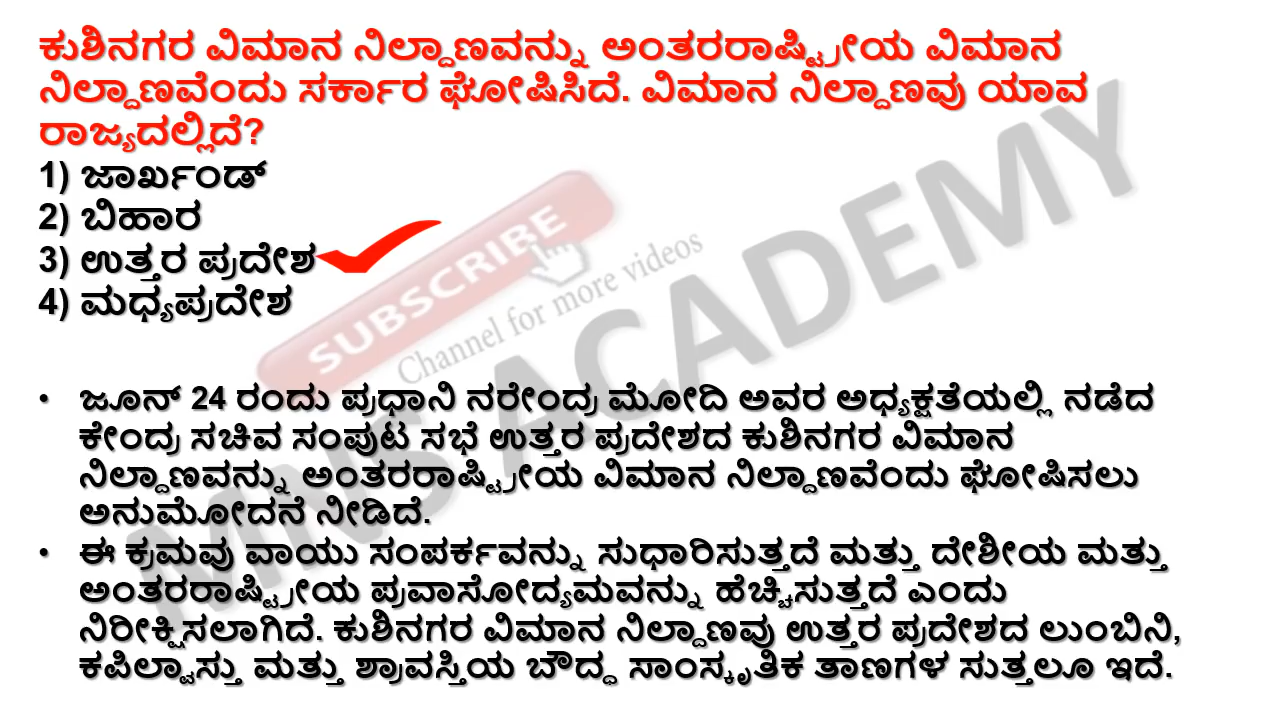 ಕುಶಿನಗರ ವಿಮಾನ ನಿಲ್ದಾಣವನ್ನು ಅಂತರರಾಷ್ಟ್ರೀಯ ವಿಮಾನ
ನಿಲ್ದಾಣವೆಂದು ಸರ್ಕಾರ ಘೋಷಿಸಿದೆ. ವಿಮಾನ ನಿಲ್ದಾಣವು ಯಾವ
ರಾಜ್ಯದಲ್ಲಿದೆ?
1) ಜಾರ್ಖಂಡ್
2) ಬಿಹಾರ
3) ಉತ್ತರ ಪ್ರದೇಶ
4) ಮಧ್ಯಪ್ರದೇಶ
SUBSCRIBE
Channel for more videos
MNS ACADEMY
• ಜೂನ್ 24 ರಂದು ಪ್ರಧಾನಿ ನರೇಂದ್ರ ಮೋದಿ ಅವರ ಅಧ್ಯಕ್ಷತೆಯಲ್ಲಿ ನಡೆದ
ಕೇಂದ್ರ ಸಚಿವ ಸಂಪುಟ ಸಭೆ ಉತ್ತರ ಪ್ರದೇಶದ ಕುಶಿನಗರ ವಿಮಾನ
ನಿಲ್ದಾಣವನ್ನು ಅಂತರರಾಷ್ಟ್ರೀಯ ವಿಮಾನ ನಿಲ್ದಾಣವೆಂದು ಘೋಷಿಸಲು
ಅನುಮೋದನೆ ನೀಡಿದೆ.
• ಈ ಕ್ರಮವು ವಾಯು ಸಂಪರ್ಕವನ್ನು ಸುಧಾರಿಸುತ್ತದೆ ಮತ್ತು ದೇಶೀಯ ಮತ್ತು
ಅಂತರರಾಷ್ಟ್ರೀಯ ಪ್ರವಾಸೋದ್ಯಮವನ್ನು ಹೆಚ್ಚಿಸುತ್ತದೆ ಎಂದು
ನಿರೀಕ್ಷಿಸಲಾಗಿದೆ. ಕುಶಿನಗರ ವಿಮಾನ ನಿಲ್ದಾಣವು ಉತ್ತರ ಪ್ರದೇಶದ ಲುಂಬಿನಿ,
ಕಪಿಲ್ವಾಸ್ತು ಮತ್ತು ಶ್ರಾವಸ್ತಿಯ ಬೌದ್ಧ ಸಾಂಸ್ಕೃತಿಕ ತಾಣಗಳ ಸುತ್ತಲೂ ಇದೆ.